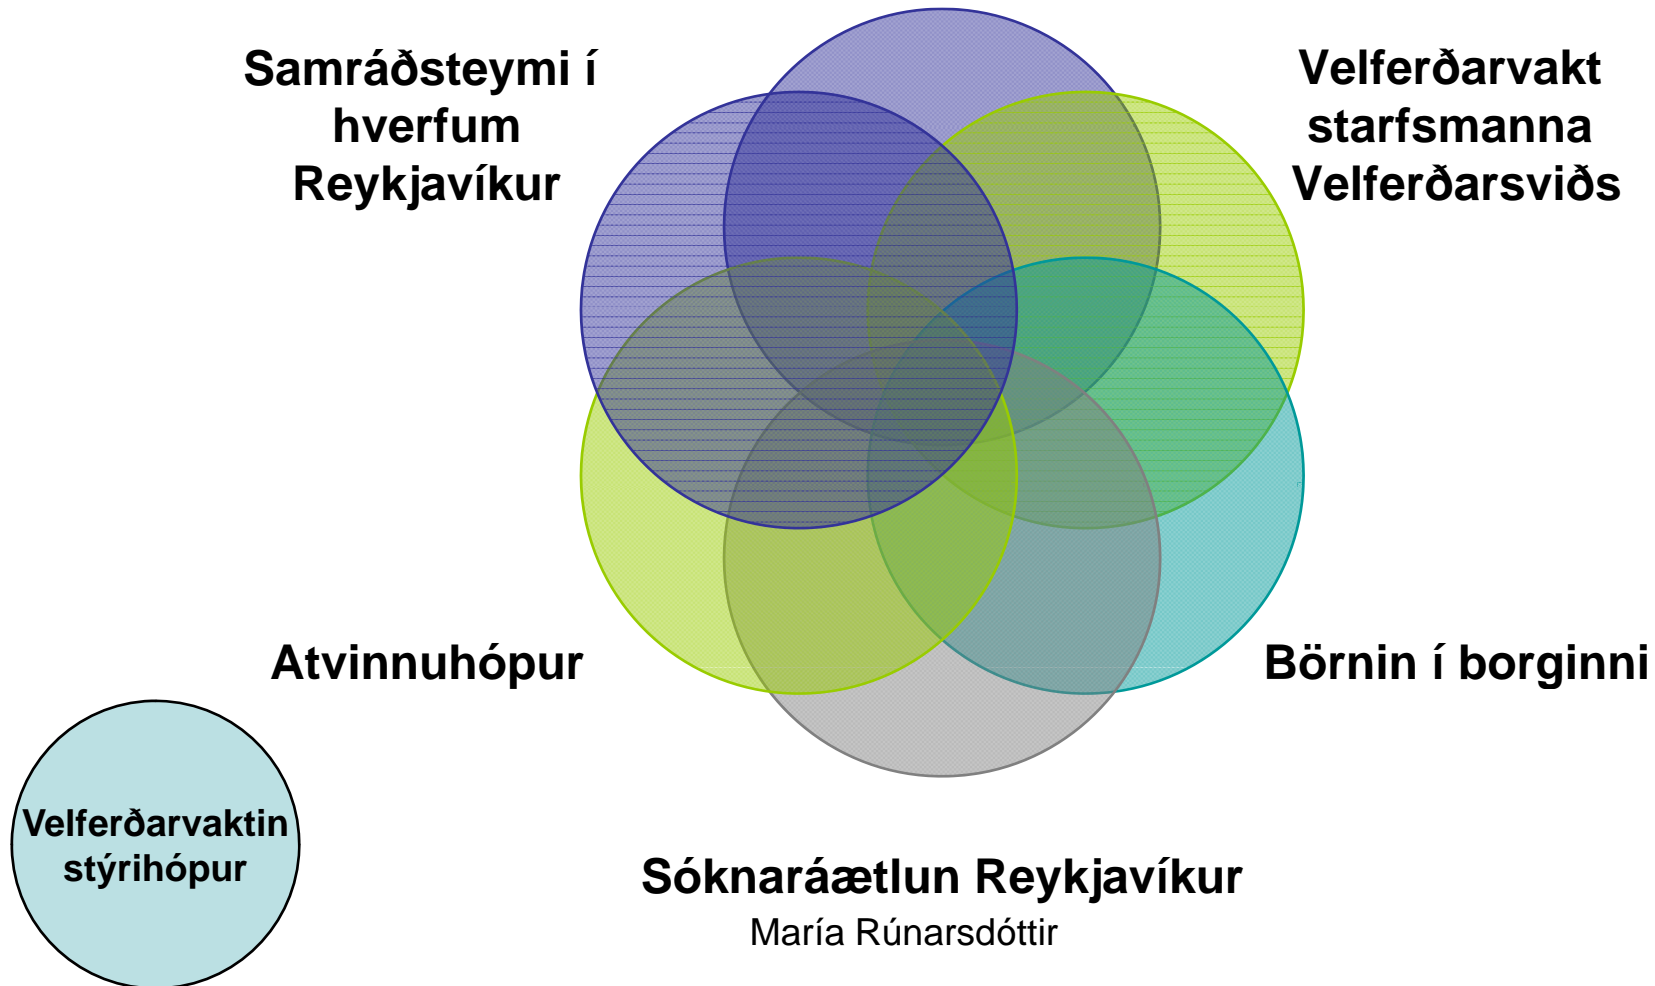 Samráðsteymi í
hverfum
Reykjavíkur
Velferðarvakt
starfsmanna
Velferðarsviðs
Atvinnuhópur
Börnin í borginni
Velferðarvaktin
stýrihópur
Sóknaráætlun Reykjavíkur
María Rúnarsdóttir